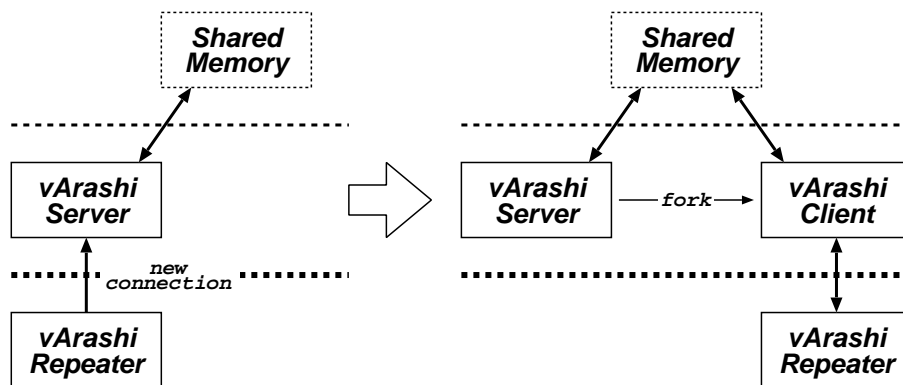 Shared
Memory
vArashi
Server
new
connection
vArashi
Repeater
Shared
Memory
vArashi
Server
fork
vArashi
Client
vArashi
Repeater